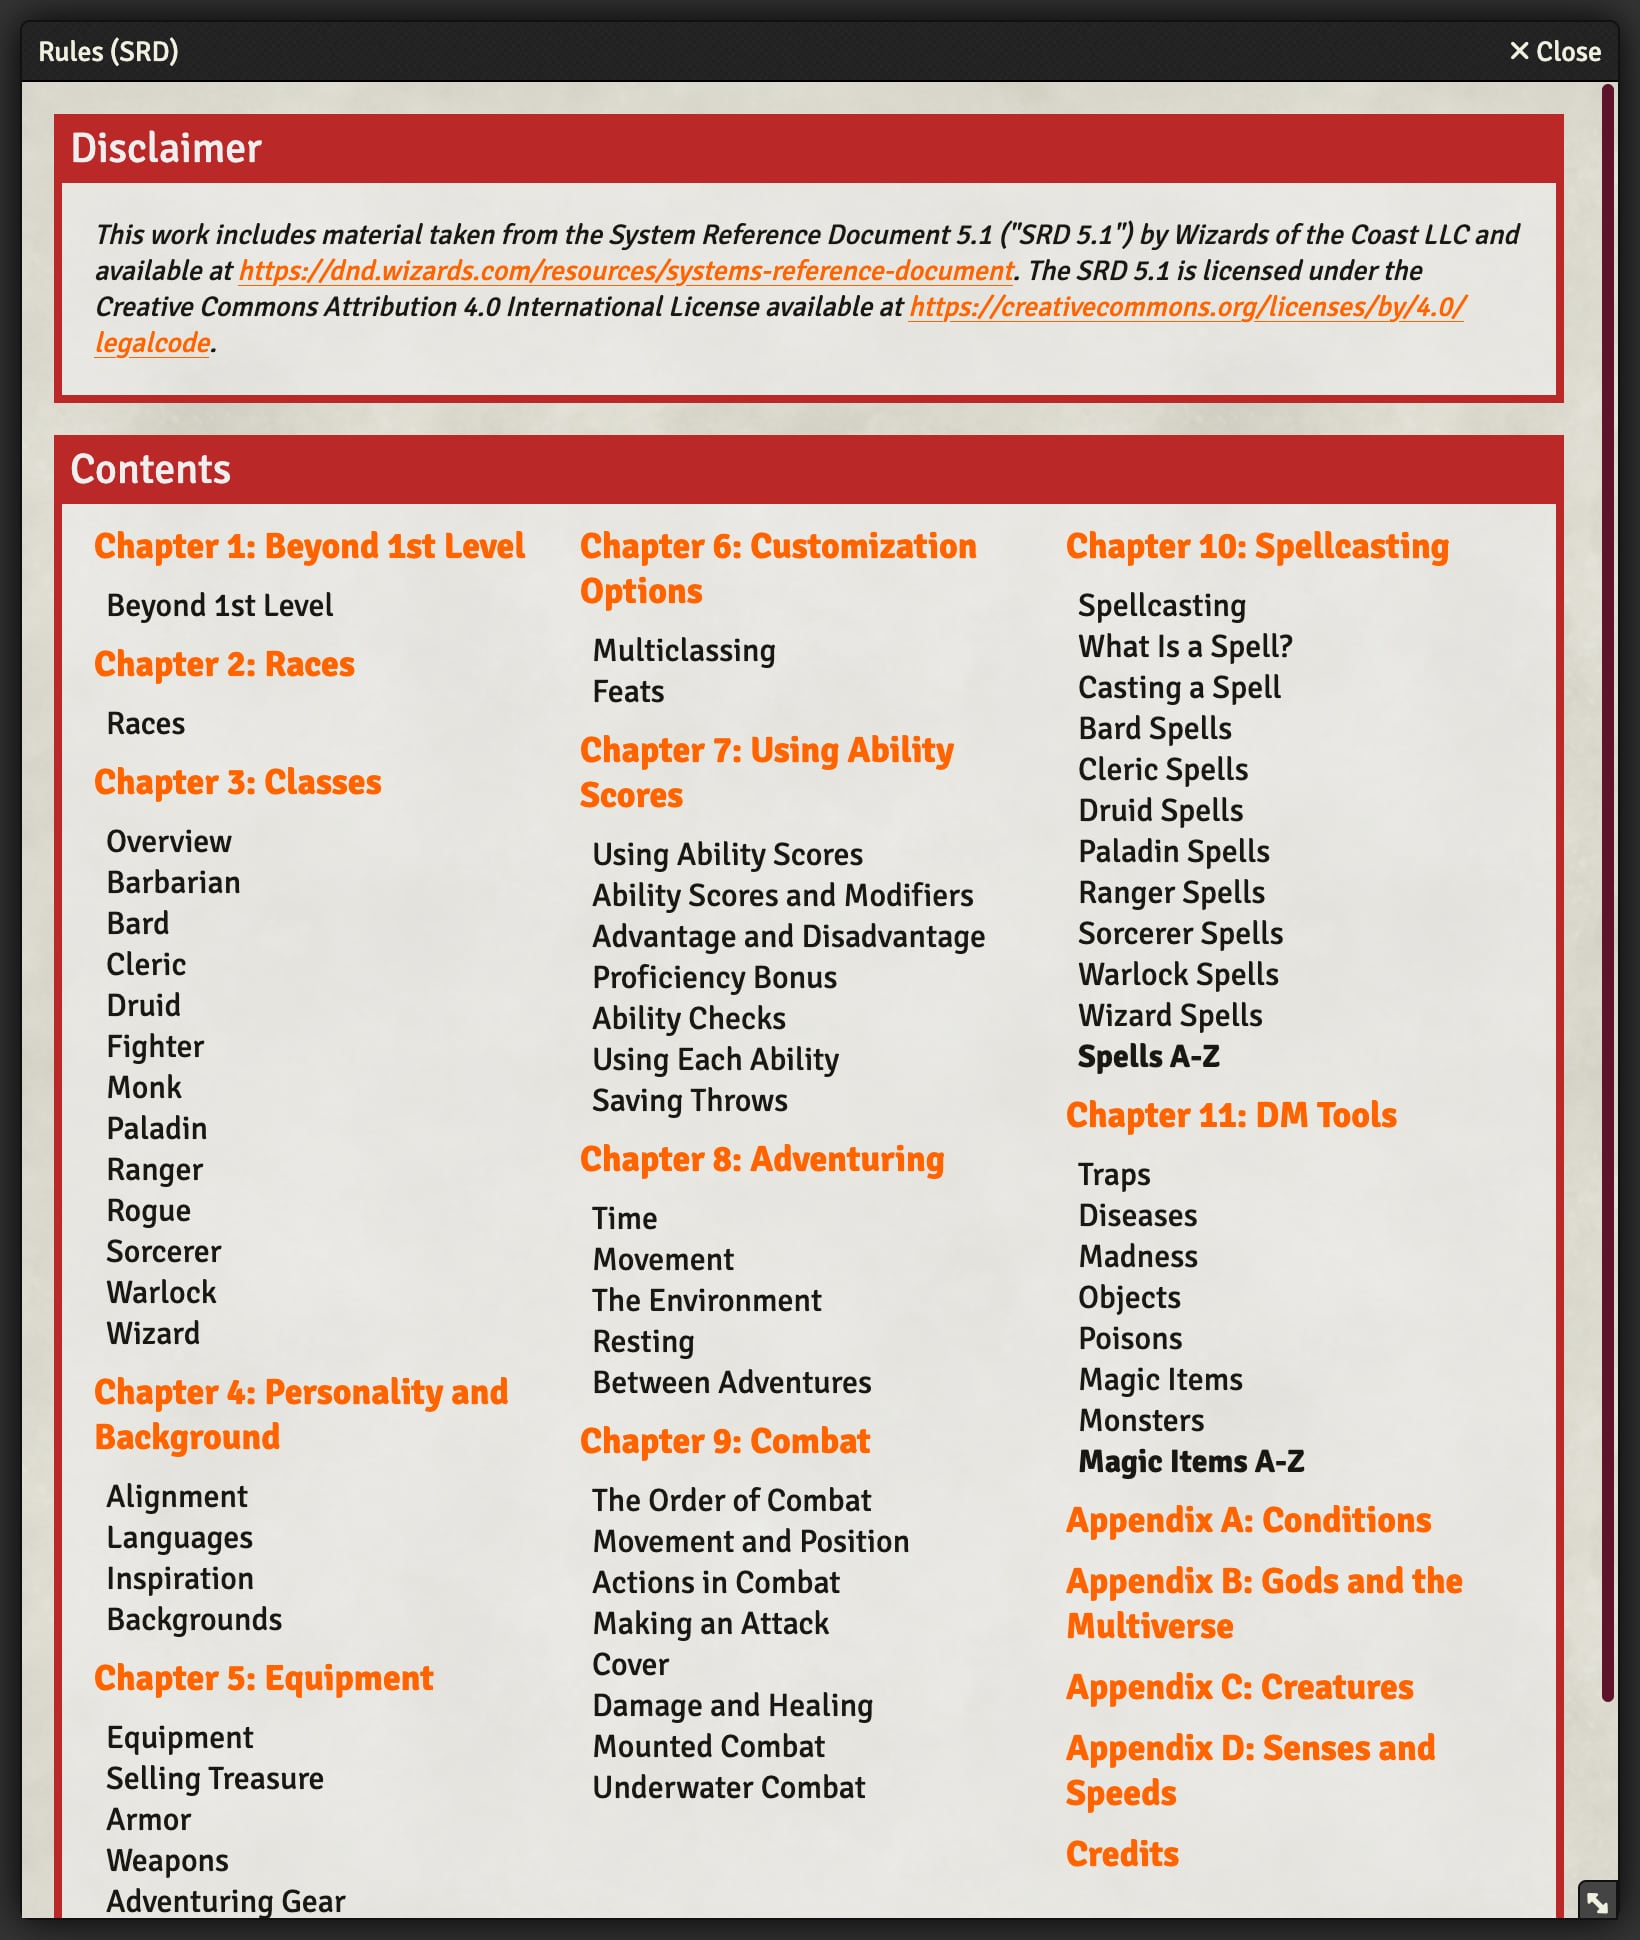 Rules (SRD)
✕ Close
Disclaimer
This work includes material taken from the System Reference Document 5.1 ("SRD 5.1") by Wizards of the Coast LLC and
available at https://dnd.wizards.com/resources/systems-reference-document. The SRD 5.1 is licensed under the
Creative Commons Attribution 4.0 International License available at https://creativecommons.org/licenses/by/4.0/
legalcode.
Contents
Chapter 1: Beyond 1st Level
Beyond 1st Level
Chapter 2: Races
Races
Chapter 3: Classes
Overview
Barbarian
Bard
Cleric
Druid
Fighter
Monk
Paladin
Ranger
Rogue
Sorcerer
Warlock
Wizard
Chapter 4: Personality and
Background
Alignment
Languages
Inspiration
Backgrounds
Chapter 5: Equipment
Equipment
Selling Treasure
Armor
Weapons
Adventuring Gear
Chapter 6: Customization
Options
Multiclassing
Feats
Chapter 7: Using Ability
Scores
Using Ability Scores
Ability Scores and Modifiers
Advantage and Disadvantage
Proficiency Bonus
Ability Checks
Using Each Ability
Saving Throws
Chapter 8: Adventuring
Time
Movement
The Environment
Resting
Between Adventures
Chapter 9: Combat
The Order of Combat
Movement and Position
Actions in Combat
Making an Attack
Cover
Damage and Healing
Mounted Combat
Underwater Combat
Chapter 10: Spellcasting
Spellcasting
What Is a Spell?
Casting a Spell
Bard Spells
Cleric Spells
Druid Spells
Paladin Spells
Ranger Spells
Sorcerer Spells
Warlock Spells
Wizard Spells
Spells A-Z
Chapter 11: DM Tools
Traps
Diseases
Madness
Objects
Poisons
Magic Items
Monsters
Magic Items A-Z
Appendix A: Conditions
Appendix B: Gods and the
Multiverse
Appendix C: Creatures
Appendix D: Senses and
Speeds
Credits